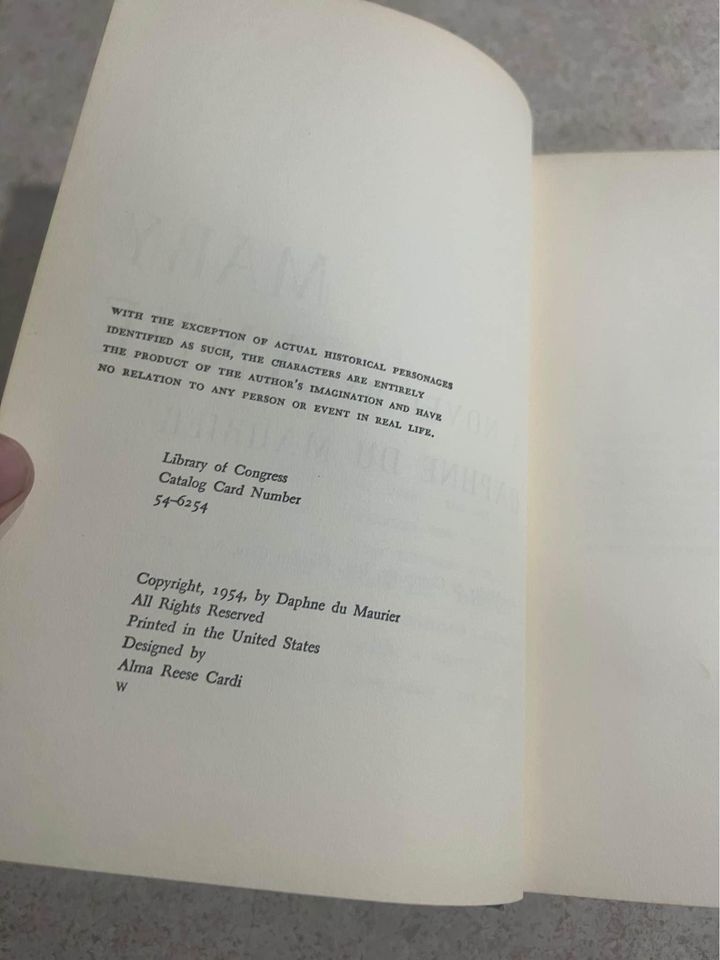 WITH THE EXCEPTION OF ACTUAL HISTORICAL PERSONAGES
IDENTIFIED AS SUCH, THE CHARACTERS ARE ENTIRELY
THE PRODUCT OF THE AUTHOR'S IMAGINATION AND HAVE
NO RELATION TO ANY PERSON OR EVENT IN REAL LIFE.
Library of Congress
Catalog Card Number
54-6254
Copyright, 1954, by Daphne du Maurier
All Rights Reserved
Printed in the United States
Designed by
Alma Reese Cardi
W